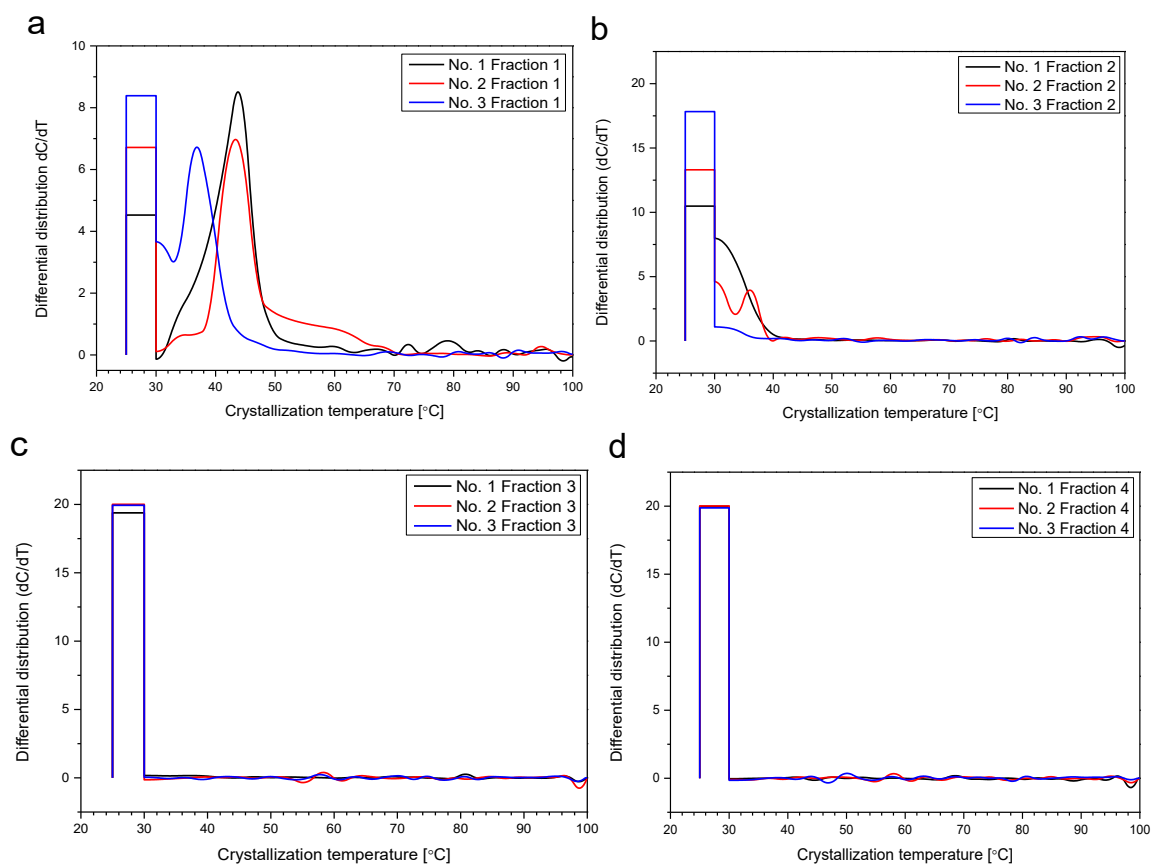 a
10
8
6
4
2
0
Differential distribution dC/dT
No. 1 Fraction 1
No. 2 Fraction 1
No. 3 Fraction 1
20 30 40 50 60 70 80 90 100
Crystallization temperature [°C]
b
20
15
10
5
0
Differential distribution (dC/dT)
No. 1 Fraction 2
No. 2 Fraction 2
No. 3 Fraction 2
20 30 40 50 60 70 80 90 100
Crystallization temperature [°C]
c
20
15
10
5
0
Differential distribution (dC/dT)
No. 1 Fraction 3
No. 2 Fraction 3
No. 3 Fraction 3
20 30 40 50 60 70 80 90 100
Crystallization temperature [°C]
d
20
15
10
5
0
Differential distribution (dC/dT)
No. 1 Fraction 4
No. 2 Fraction 4
No. 3 Fraction 4
20 30 40 50 60 70 80 90 100
Crystallization temperature [°C]